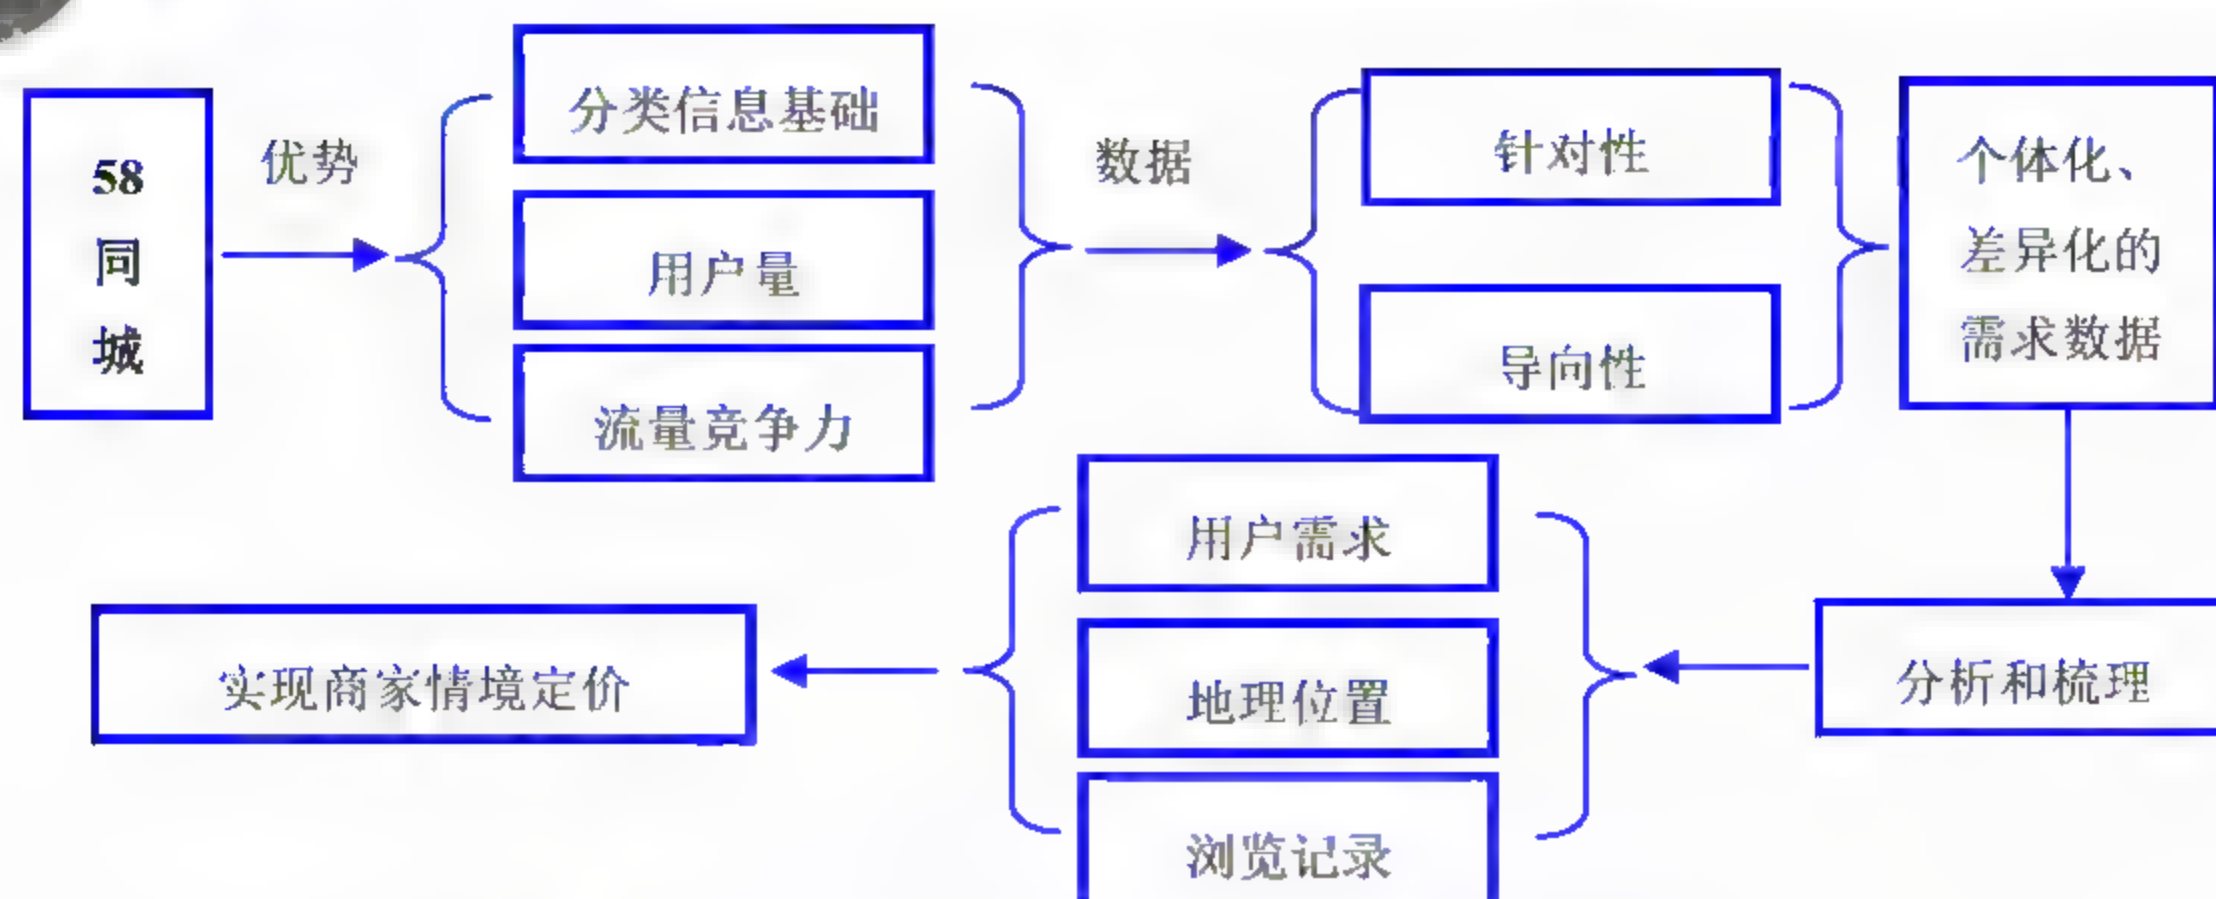 58
同
城
优势
分类信息基础
用户量
流量竞争力
数据
针对性
导向性
个体化、
差异化的
需求数据
分析和梳理
用户需求
地理位置
浏览记录
实现商家情境定价